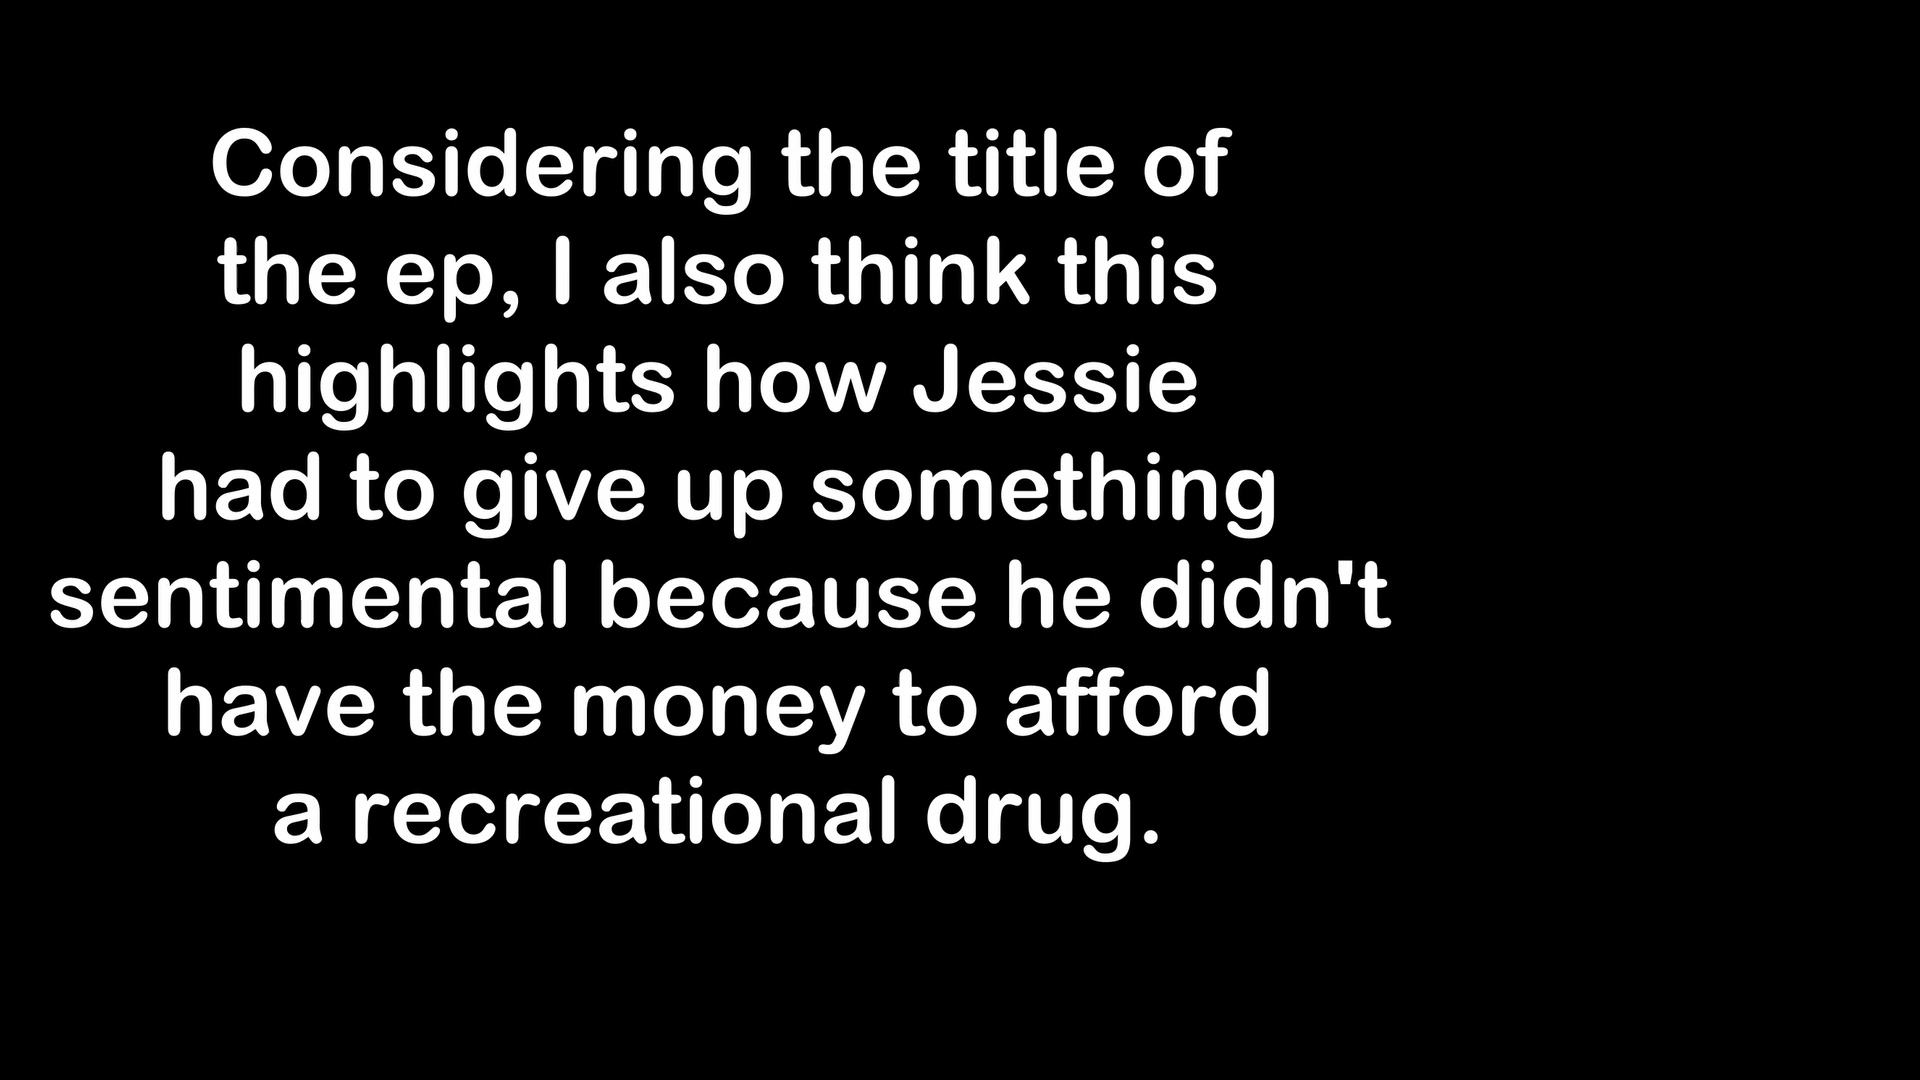 Considering the title of
the ep, I also think this
highlights how Jessie
had to give up something
sentimental because he didn't
have the money to afford
a recreational drug.